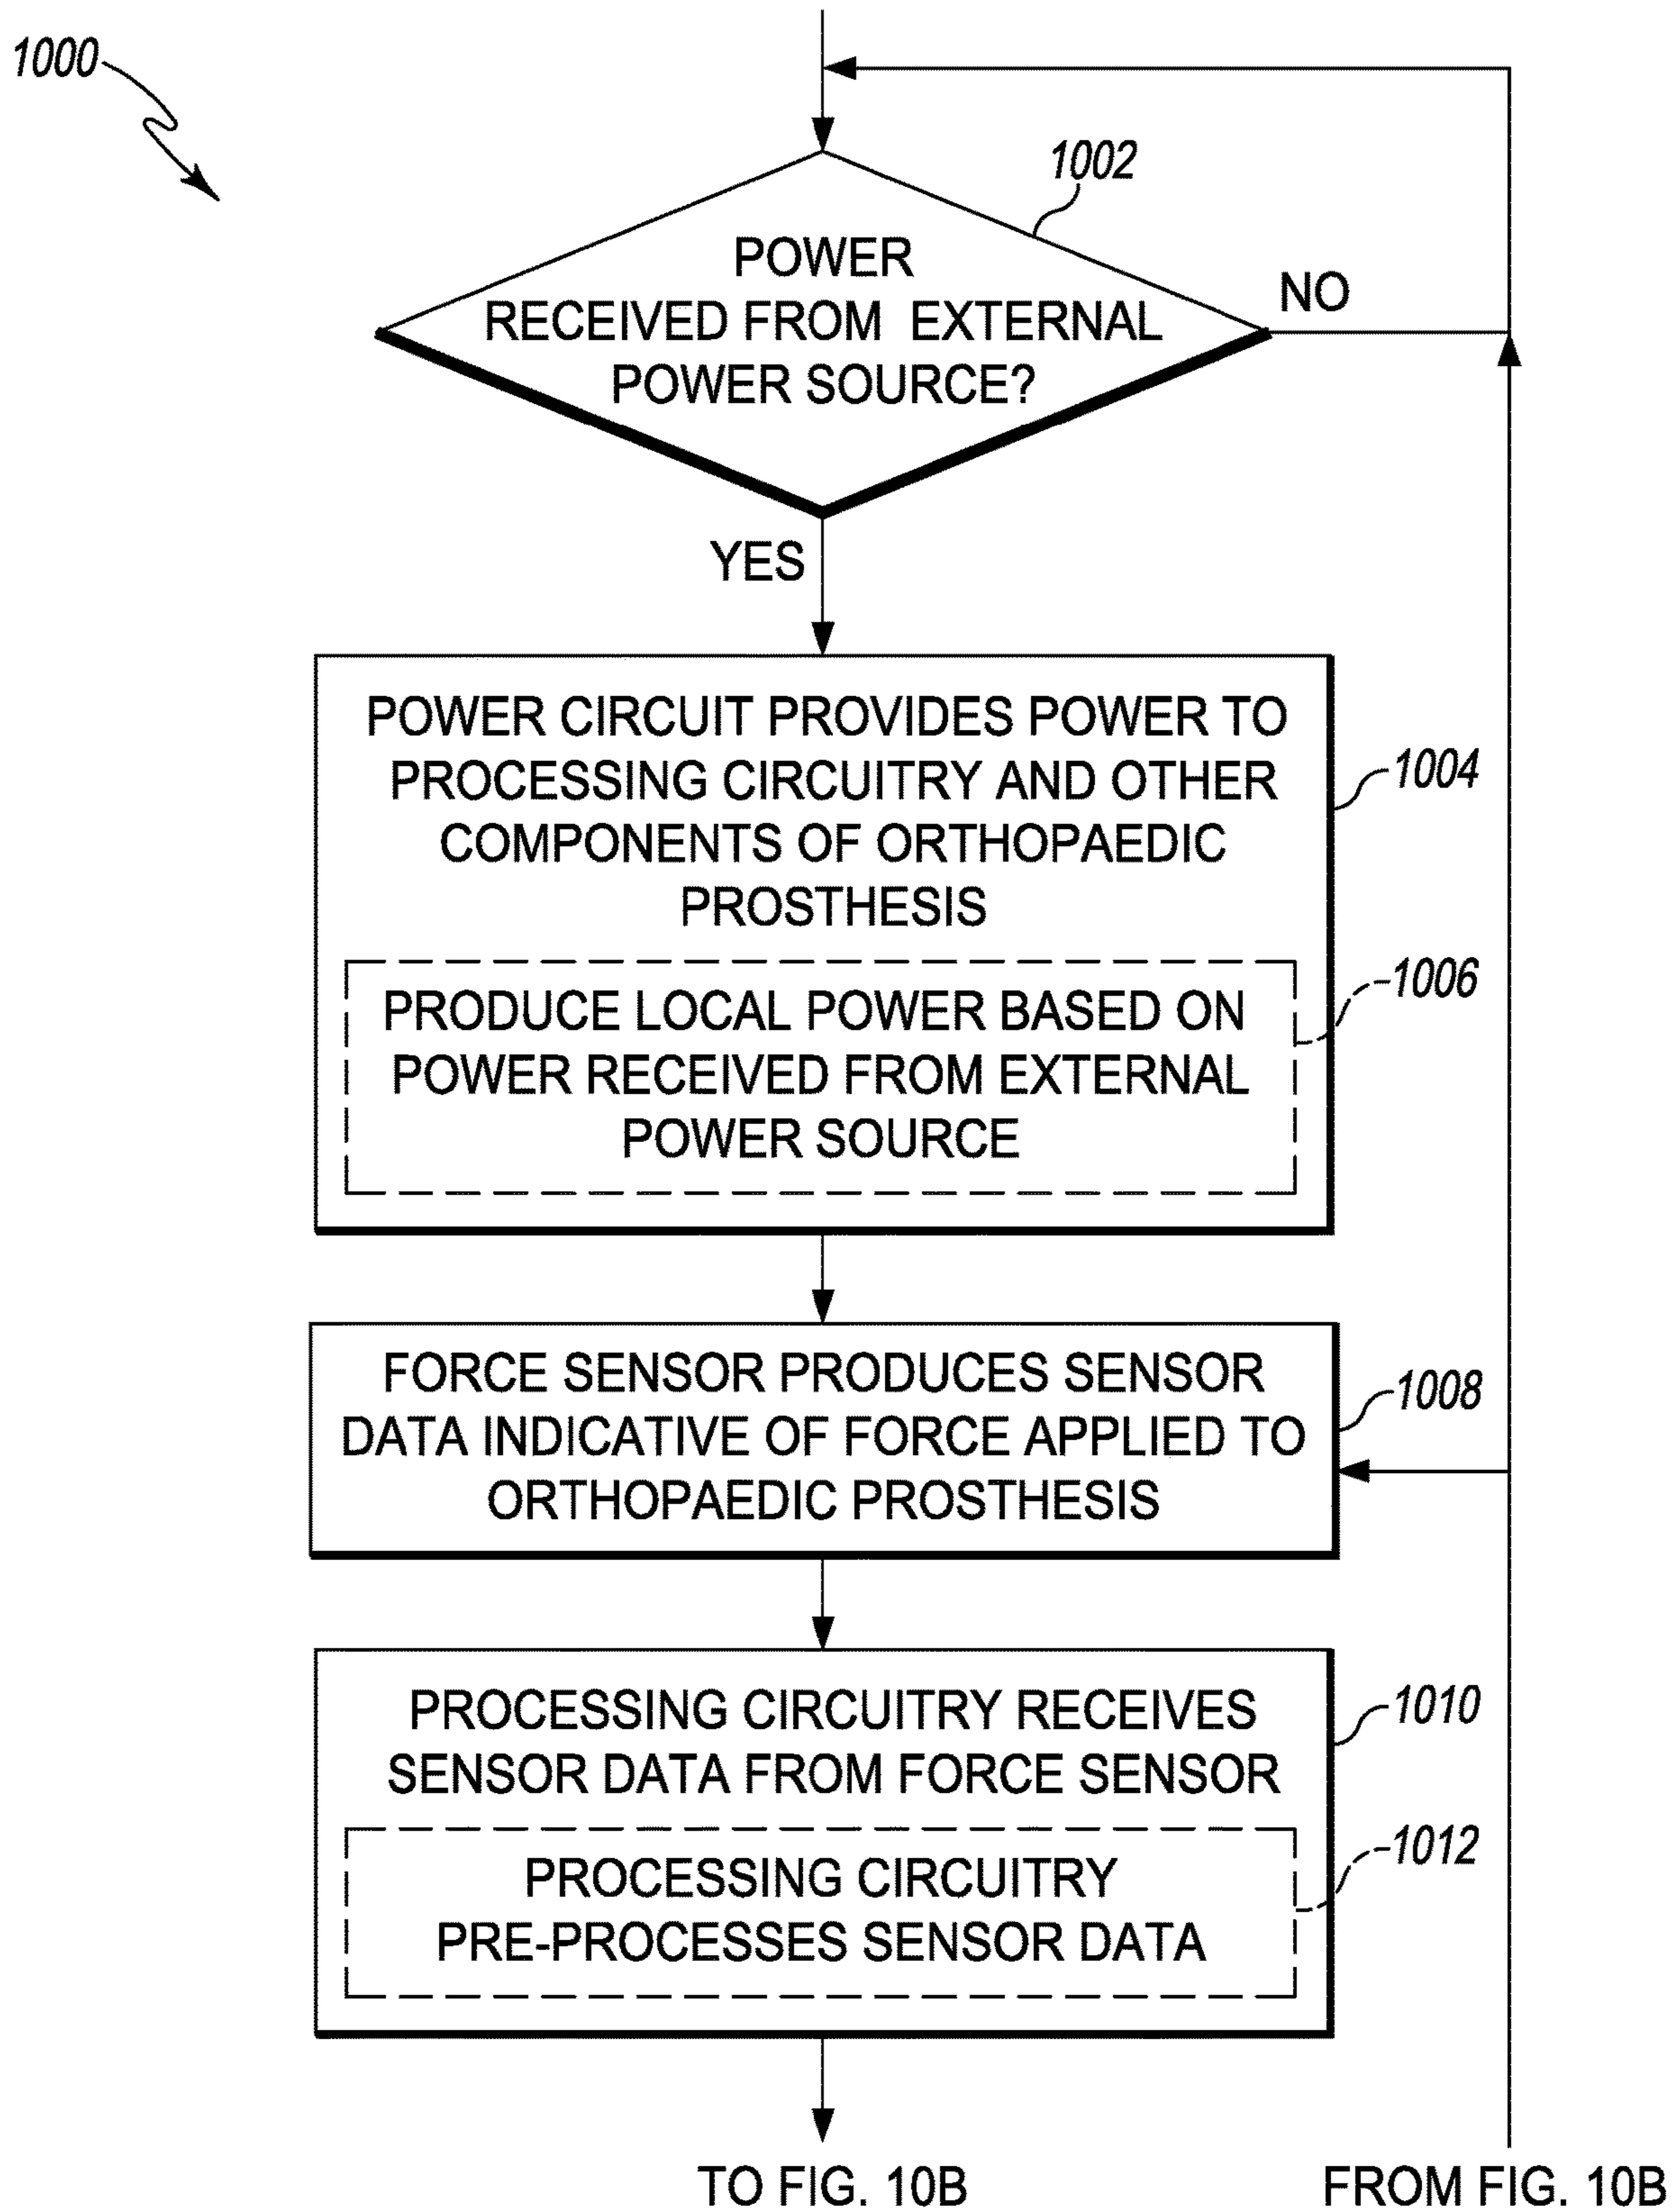 1000
1002
POWER
RECEIVED FROM EXTERNAL
POWER SOURCE?
NO
YES
POWER CIRCUIT PROVIDES POWER TO
PROCESSING CIRCUITRY AND OTHER
COMPONENTS OF ORTHOPAEDIC
PROSTHESIS
1004
PRODUCE LOCAL POWER BASED ON
POWER RECEIVED FROM EXTERNAL
POWER SOURCE
1006
FORCE SENSOR PRODUCES SENSOR
DATA INDICATIVE OF FORCE APPLIED TO
ORTHOPAEDIC PROSTHESIS
1008
PROCESSING CIRCUITRY RECEIVES
SENSOR DATA FROM FORCE SENSOR
1010
PROCESSING CIRCUITRY
PRE-PROCESSES SENSOR DATA
1012
TO FIG. 10B
FROM FIG. 10B